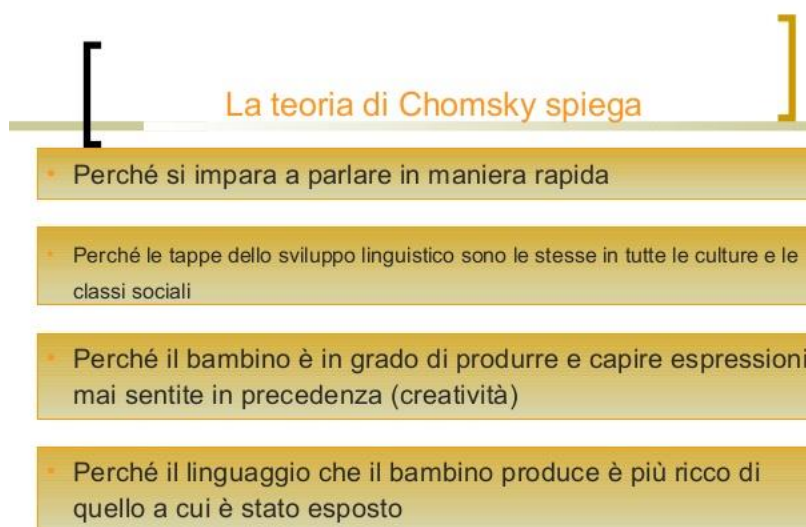 La teoria di Chomsky spiega
• Perché si impara a parlare in maniera rapida
• Perché le tappe dello sviluppo linguistico sono le stesse in tutte le culture e le
classi sociali
• Perché il bambino è in grado di produrre e capire espressioni
mai sentite in precedenza (creatività)
• Perché il linguaggio che il bambino produce è più ricco di
quello a cui è stato esposto